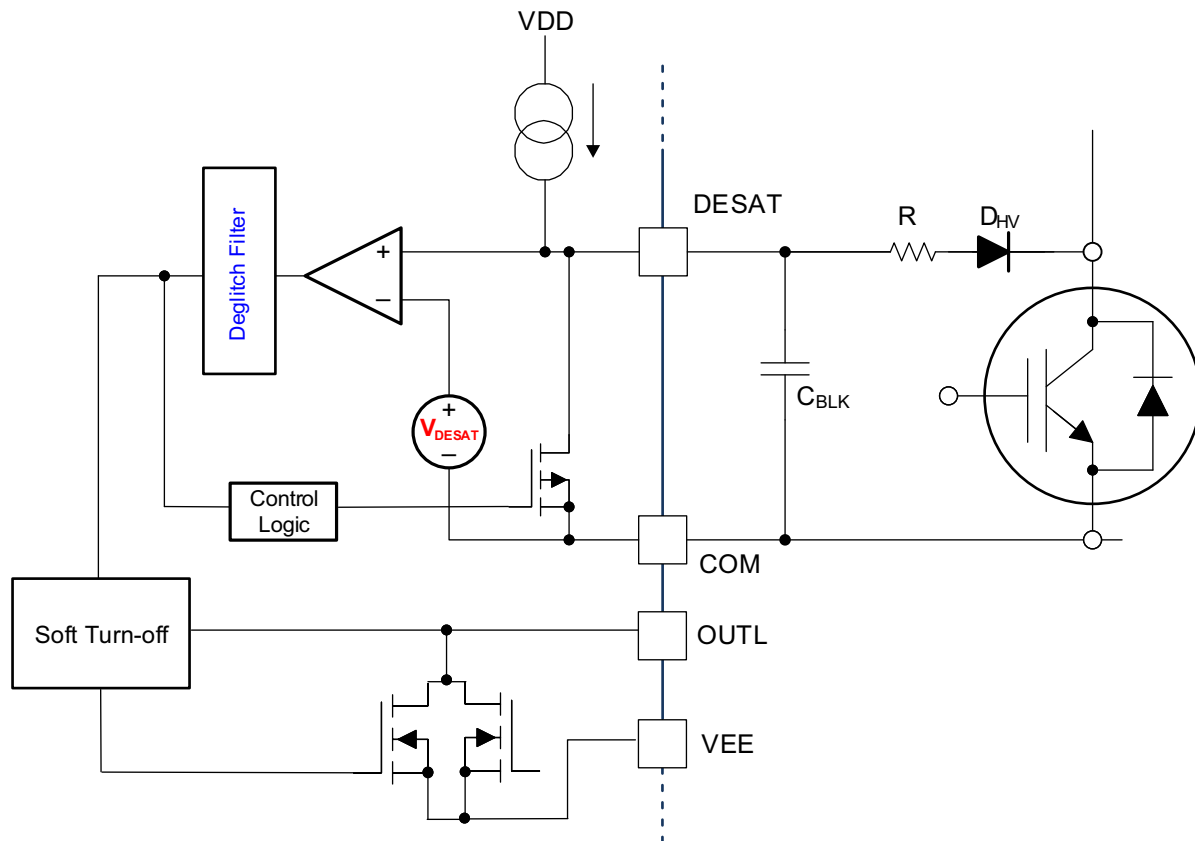 VDD
DESAT
R
DHV
Deglitch Filter
+
−
+
VDESAT
−
CBLK
Control
Logic
COM
Soft Turn-off
OUTL
VEE